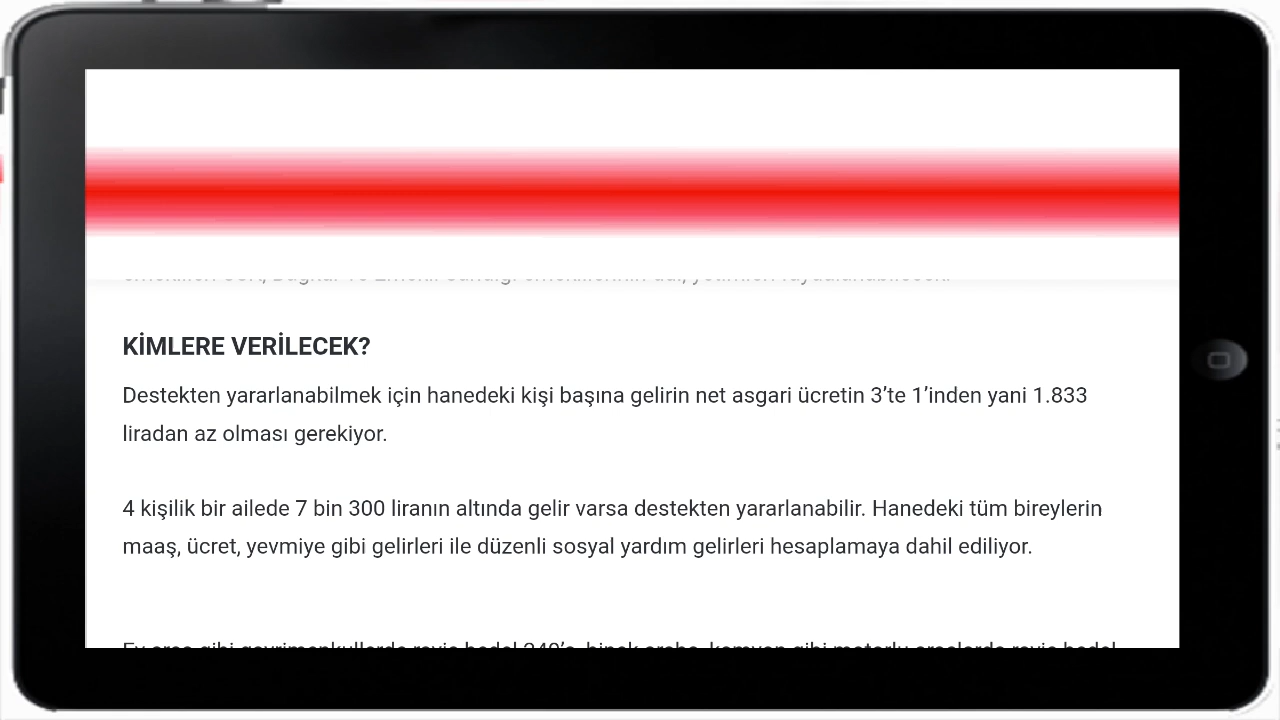 KİMLERE VERİLECEK?
Destekten yararlanabilmek için hanedeki kişi başına gelirin net asgari ücretin 3’te 1’inden yani 1.833
liradan az olması gerekiyor.
4 kişilik bir ailede 7 bin 300 liranın altında gelir varsa destekten yararlanabilir. Hanedeki tüm bireylerin
maaş, ücret, yevmiye gibi gelirleri ile düzenli sosyal yardım gelirleri hesaplamaya dahil ediliyor.